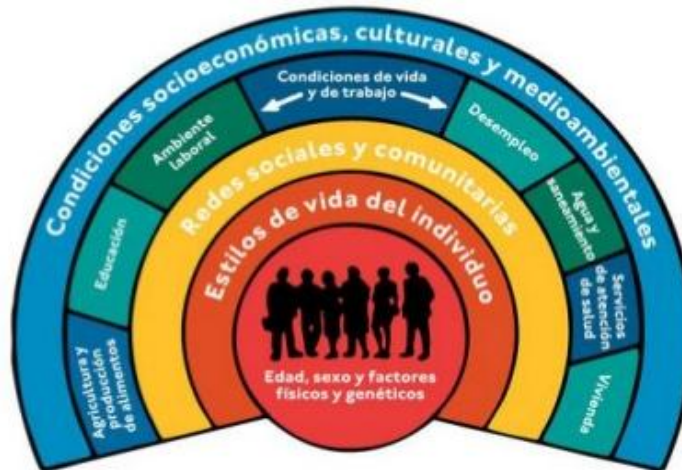 Condiciones socioeconómicas, culturales y medioambientales
Condiciones de vida
y de trabajo
Ambiente
laboral
Desempleo
Educación
Agua y
saneamiento
Agricultura y
producción
de alimentos
Servicios
de atención
de salud
Vivienda
Redes sociales y comunitarias
Estilos de vida del individuo
Edad, sexo y factores
físicos y genéticos